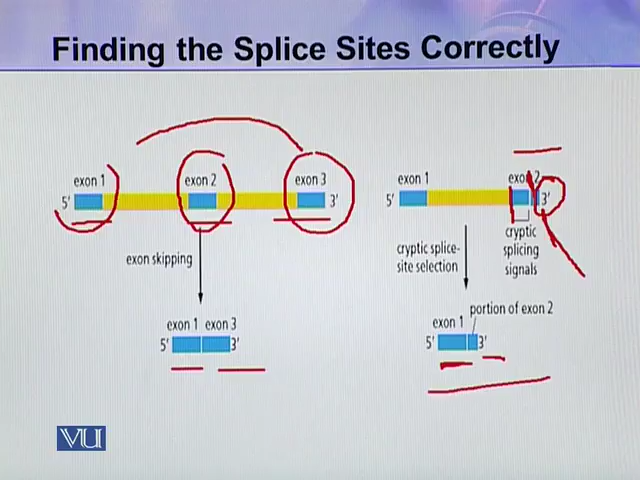 Finding the Splice Sites Correctly
exon 1 exon 2 exon 3
5' 3'
exon skipping
exon 1 exon 3
5' 3'
exon 1 exon 2
5' 3'
cryptic splice-
site selection
cryptic
splicing
signals
portion of exon 2
exon 1
5' 3'
VU